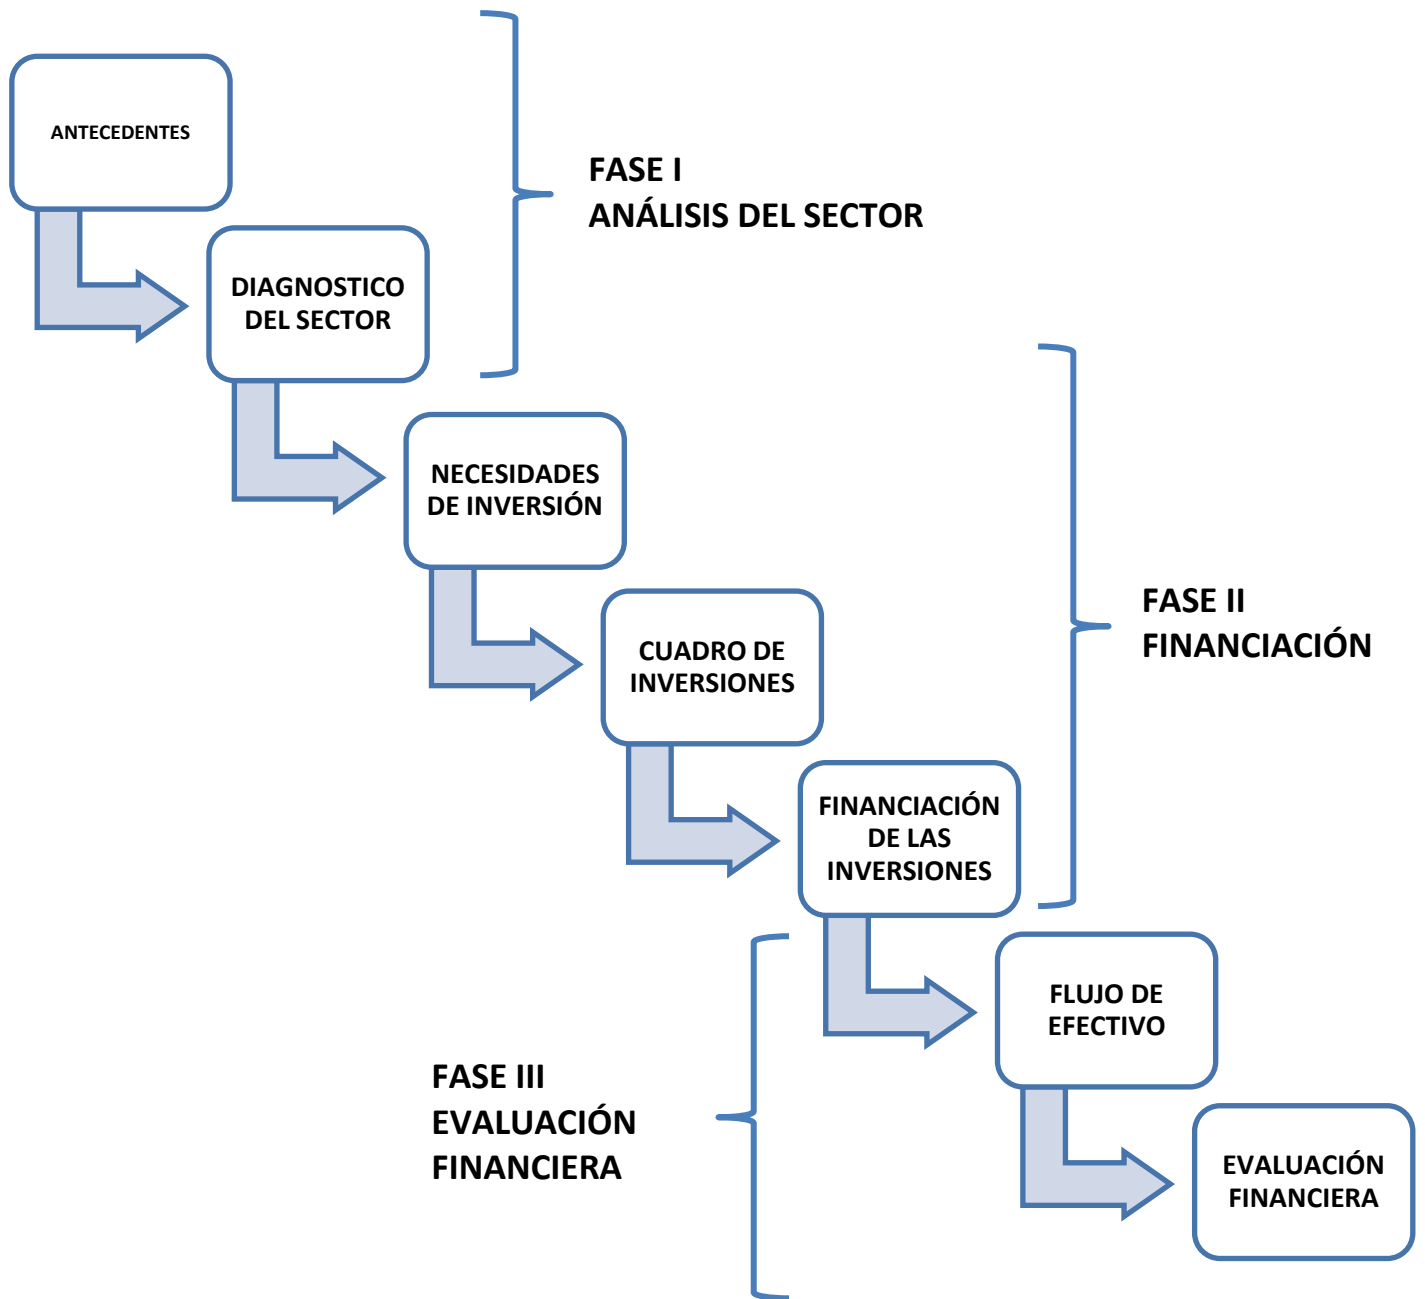 ANTECEDENTES
FASE I
ANÁLISIS DEL SECTOR
DIAGNOSTICO
DEL SECTOR
NECESIDADES
DE INVERSIÓN
CUADRO DE
INVERSIONES
FASE II
FINANCIACIÓN
FINANCIACIÓN
DE LAS
INVERSIONES
FLUJO DE
EFECTIVO
FASE III
EVALUACIÓN
FINANCIERA
EVALUACIÓN
FINANCIERA